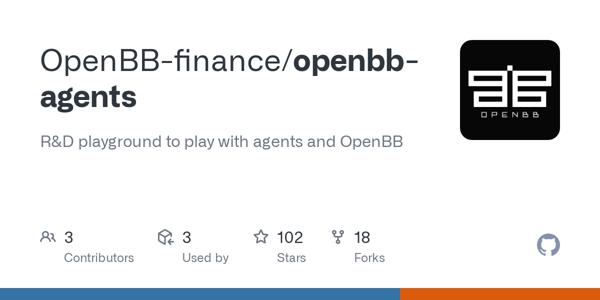 OpenBB-finance/openbb-
agents
OPENBB
R&D playground to play with agents and OpenBB
3
Contributors
3
Used by
102
Stars
18
Forks